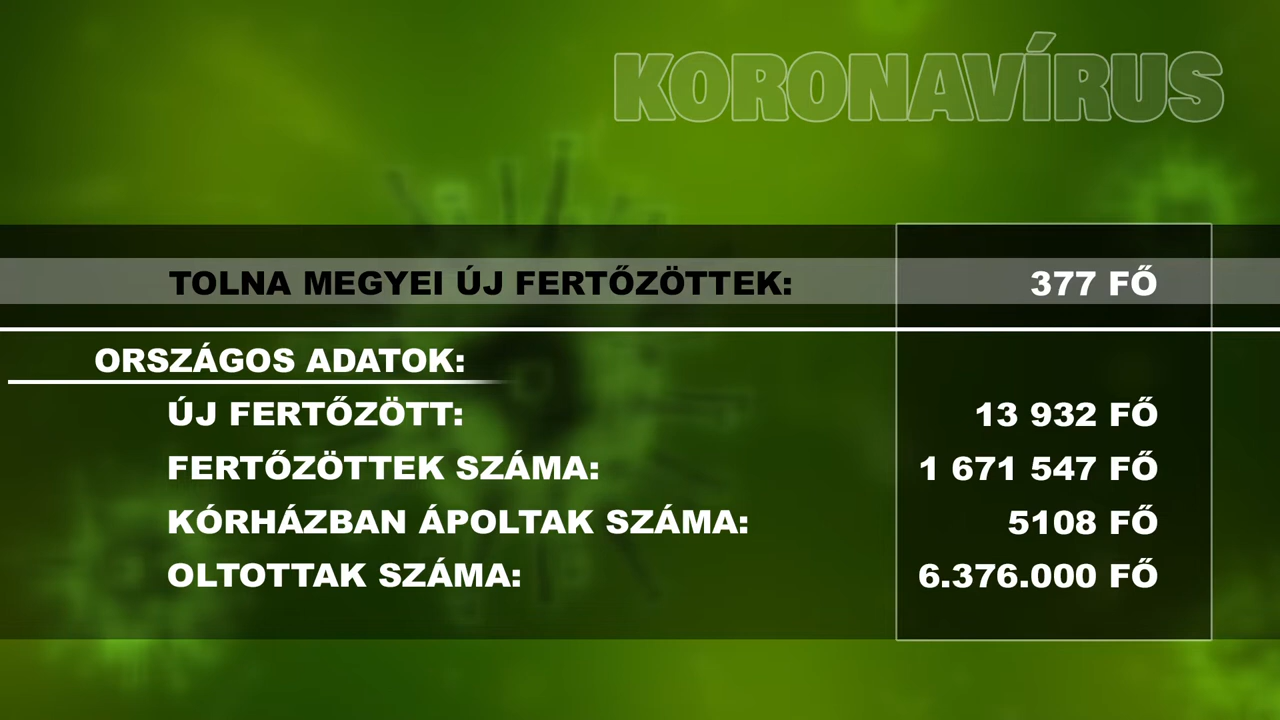 KORONAVÍRUS
TOLNA MEGYEI ÚJ FERTŐZÖTTEK: 377 FŐ
ORSZÁGOS ADATOK:
ÚJ FERTŐZÖTT: 13 932 FŐ
FERTŐZÖTTEK SZÁMA: 1 671 547 FŐ
KÓRHÁZBAN ÁPOLTAK SZÁMA: 5108 FŐ
OLTOTTAK SZÁMA: 6.376.000 FŐ